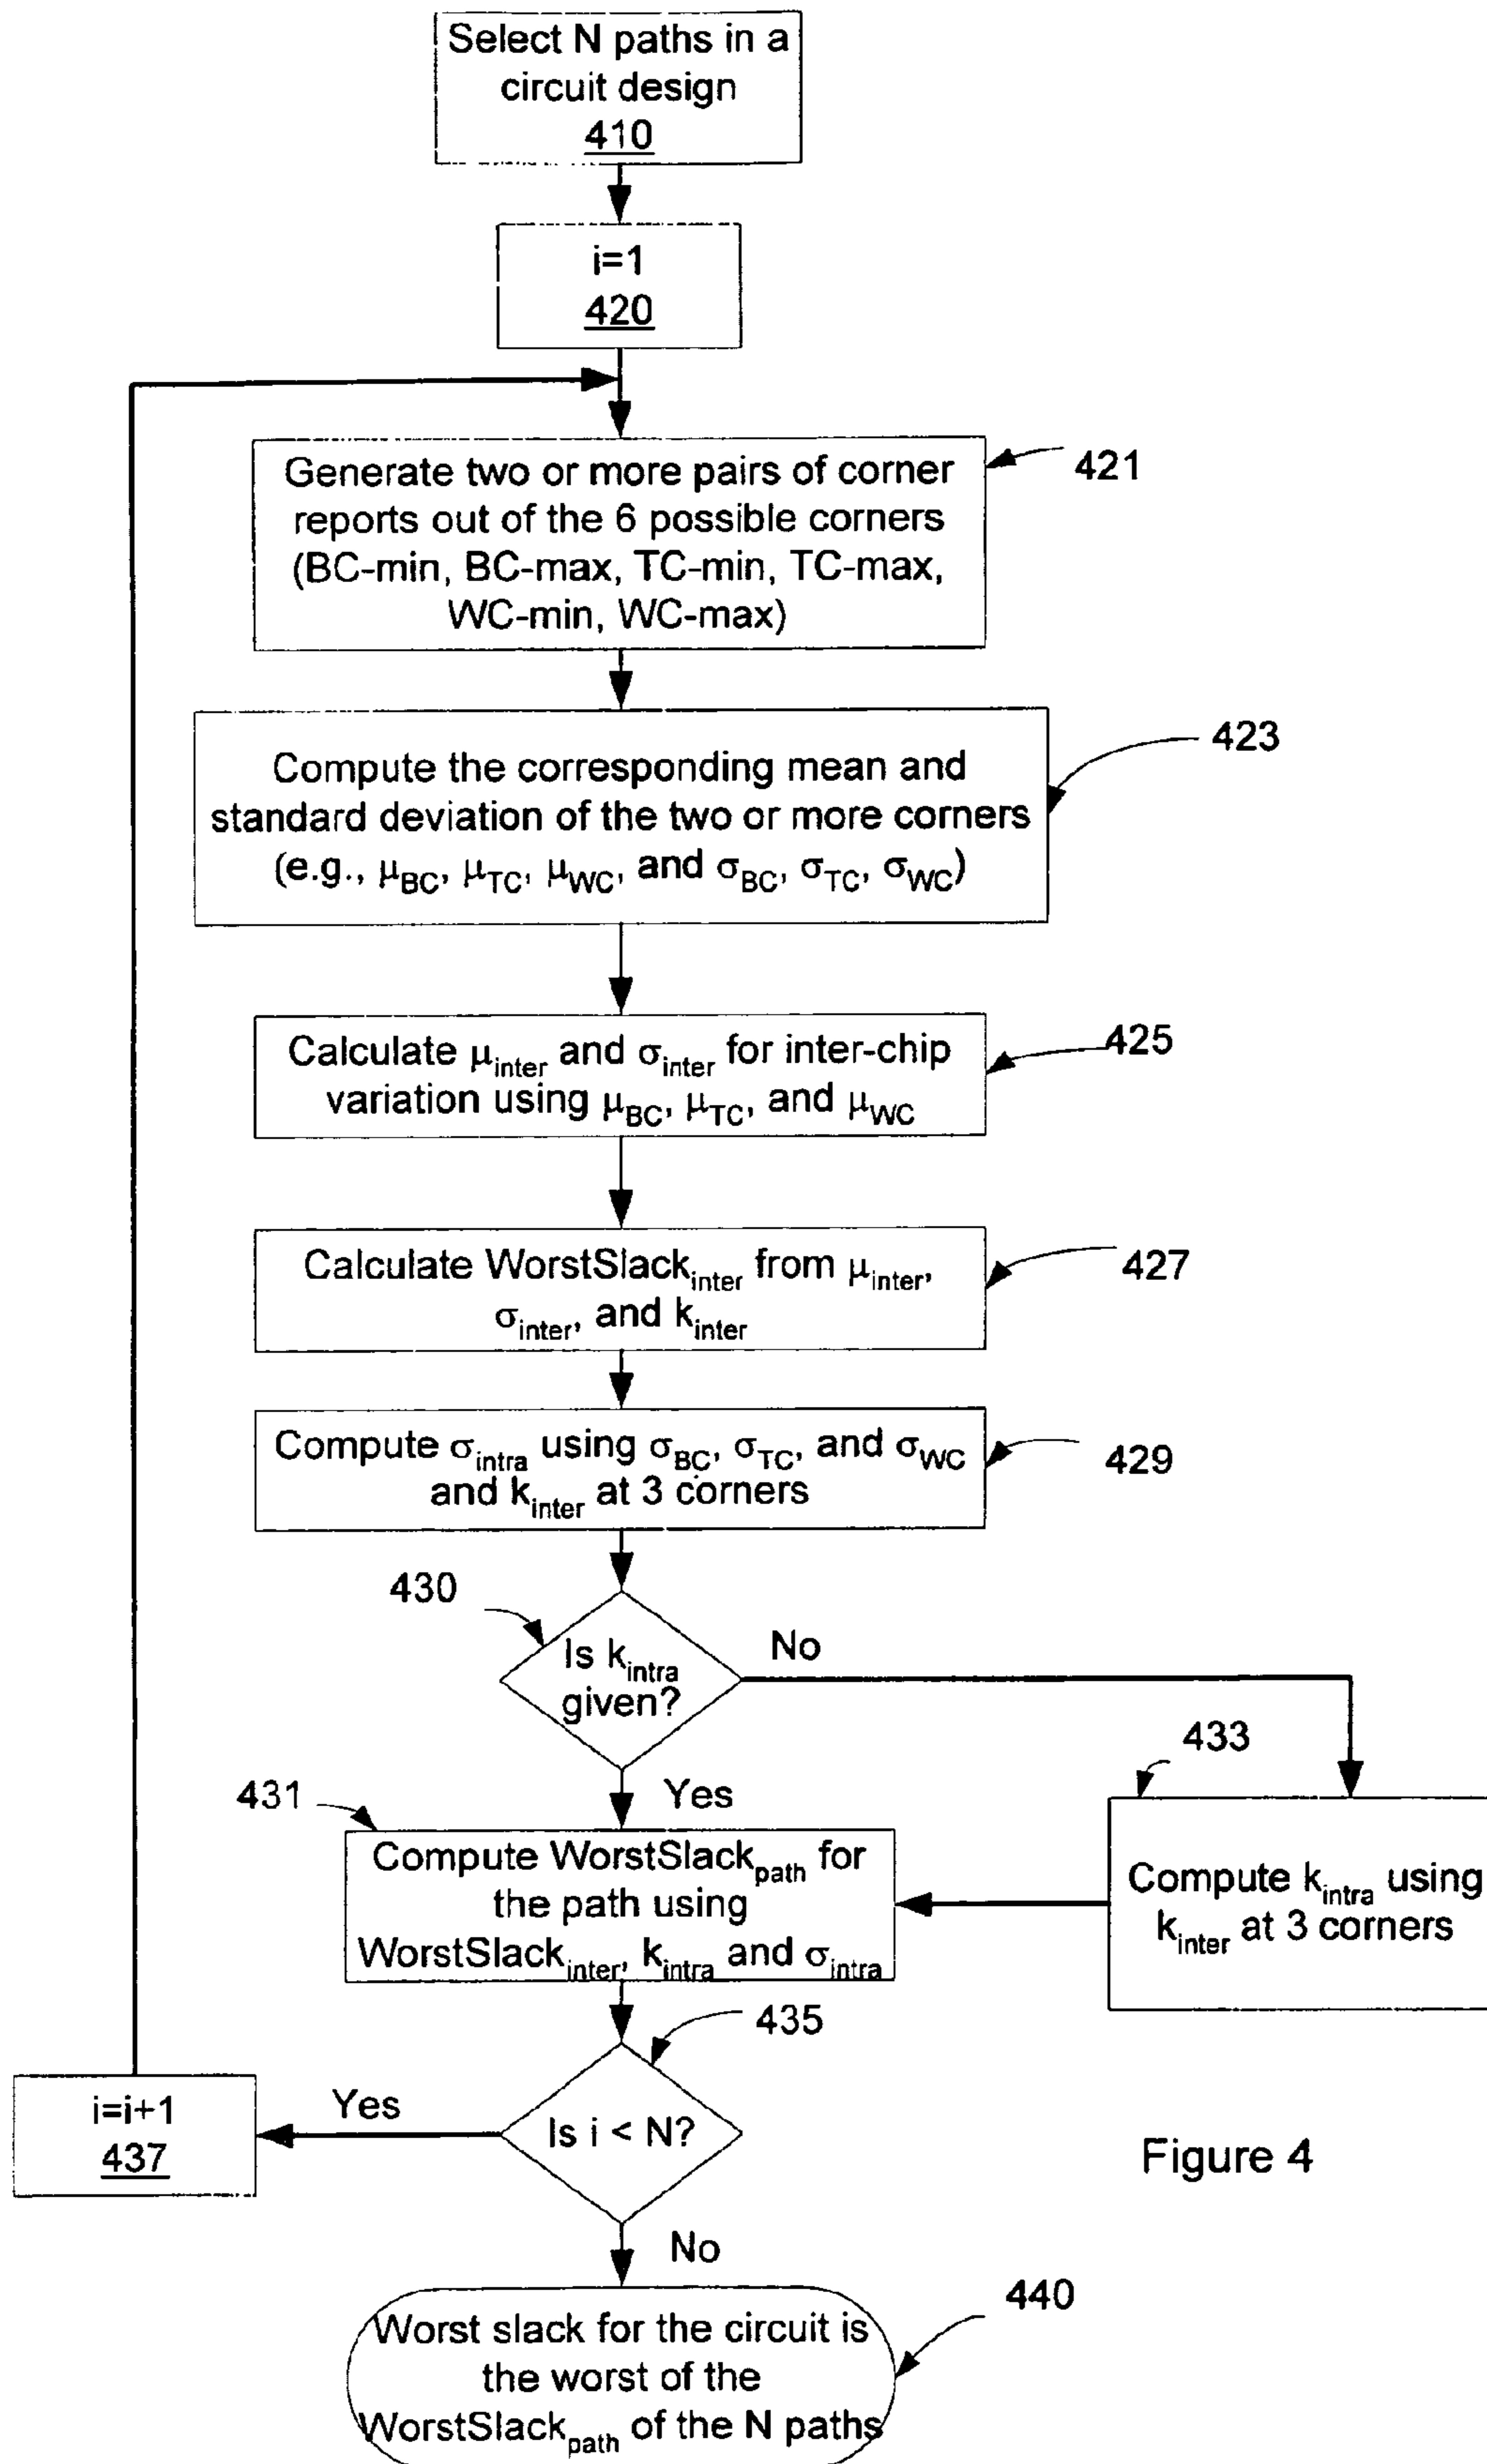 Select N paths in a
circuit design
410
i=1
420
Generate two or more pairs of corner
reports out of the 6 possible corners
(BC-min, BC-max, TC-min, TC-max,
WC-min, WC-max)
421
Compute the corresponding mean and
standard deviation of the two or more corners
(e.g., μBC, μTC, μWC, and σBC, σTC, σWC)
423
Calculate μinter and σinter for inter-chip
variation using μBC, μTC, and μWC
425
Calculate WorstSlackinter from μinter,
σinter, and kinter
427
Compute σintra using σBC, σTC, and σWC
and kinter at 3 corners
429
430
Is kintra
given?
No
Yes
433
Compute kintra using
kinter at 3 corners
431
Compute WorstSlackpath for
the path using
WorstSlackinter, kintra and σintra
435
Is i < N?
Yes
i=i+1
437
No
Figure 4
440
Worst slack for the circuit is
the worst of the
WorstSlackpath of the N paths